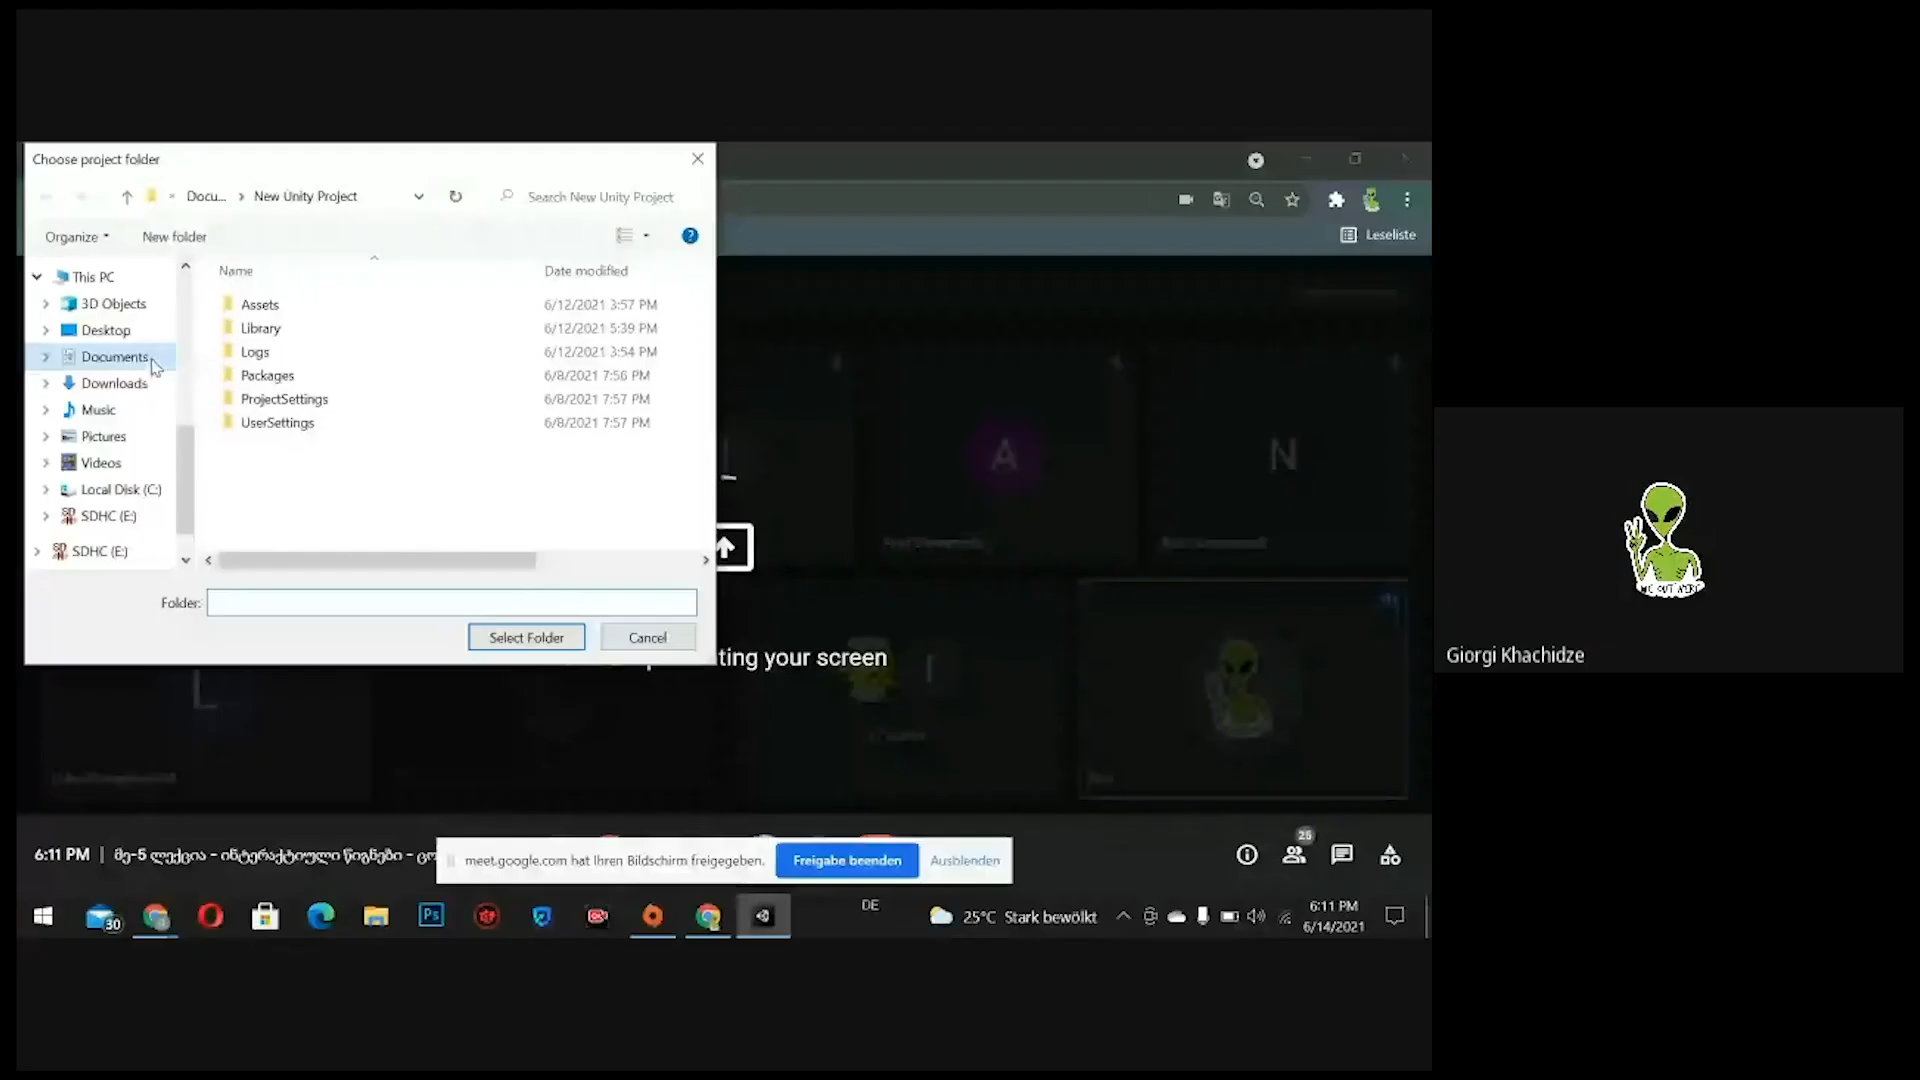 Choose project folder
Docu... > New Unity Project
Search New Unity Project
Organize
New folder
Leseliste
This PC
3D Objects
Desktop
Documents
Downloads
Music
Pictures
Videos
Local Disk (C:)
SDHC (E:)
SDHC (E:)
Name Date modified
Assets 6/12/2021 3:57 PM
Library 6/12/2021 5:39 PM
Logs 6/12/2021 3:54 PM
Packages 6/8/2021 7:56 PM
ProjectSettings 6/8/2021 7:57 PM
UserSettings 6/8/2021 7:57 PM
A
N
Folder:
Select Folder
Cancel
ting your screen
L
I
Giorgi Khachidze
6:11 PM | მე-5 ლექცია - ინტერაქტიული წიგნები - ცო
meet.google.com hat Ihren Bildschirm freigegeben.
Freigabe beenden
Ausblenden
25
30
Ps
DE
25°C Stark bewölkt
6:11 PM
6/14/2021